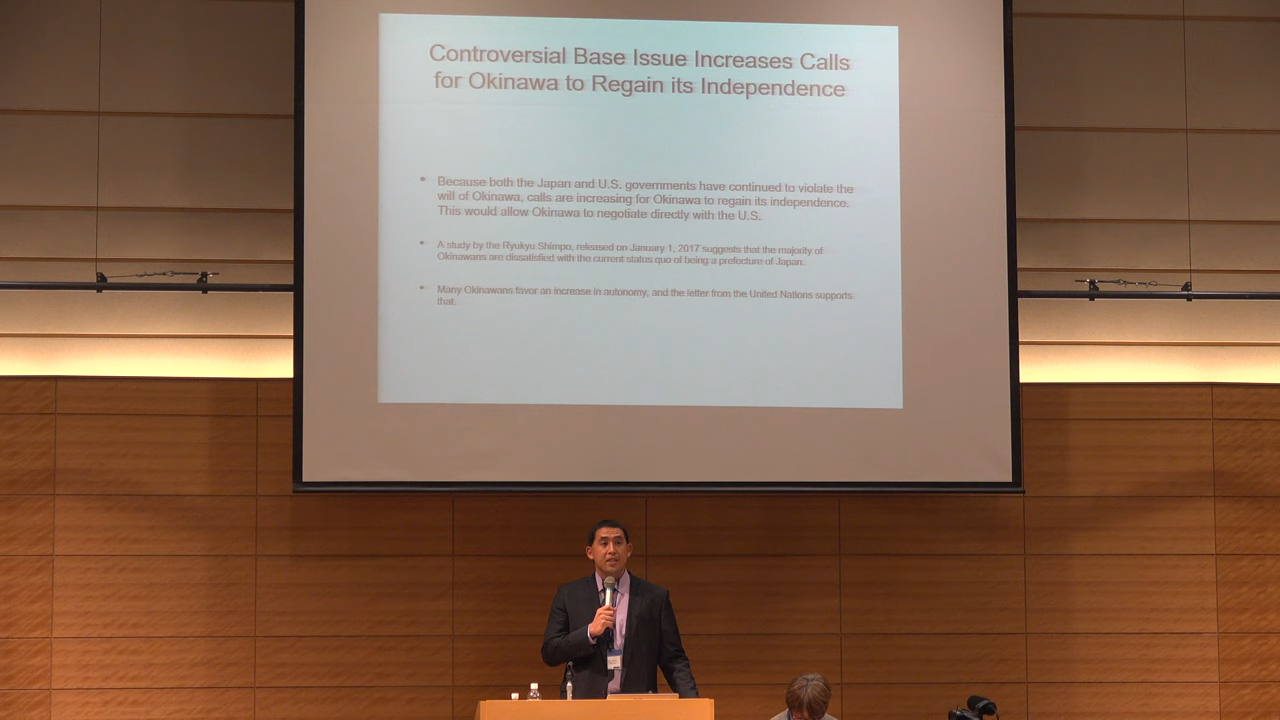 Controversial Base Issue Increases Calls
for Okinawa to Regain its Independence
• Because both the Japan and U.S. governments have continued to violate the
will of Okinawa, calls are increasing for Okinawa to regain its independence.
This would allow Okinawa to negotiate directly with the U.S.
• A study by the Ryukyu Shimpo, released on January 1, 2017 suggests that the majority of
Okinawans are dissatisfied with the current status quo of being a prefecture of Japan.
• Many Okinawans favor an increase in autonomy, and the letter from the United Nations supports
that.